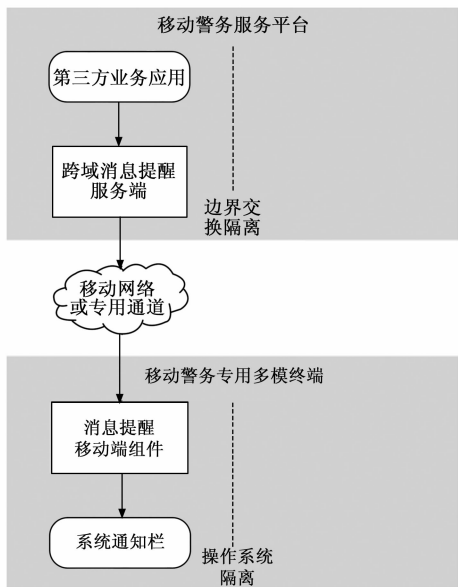 移动警务服务平台
第三方业务应用
跨域消息提醒
服务端
边界交
换隔离
移动网络
或专用通道
移动警务专用多模终端
消息提醒
移动端组件
系统通知栏
操作系统
隔离